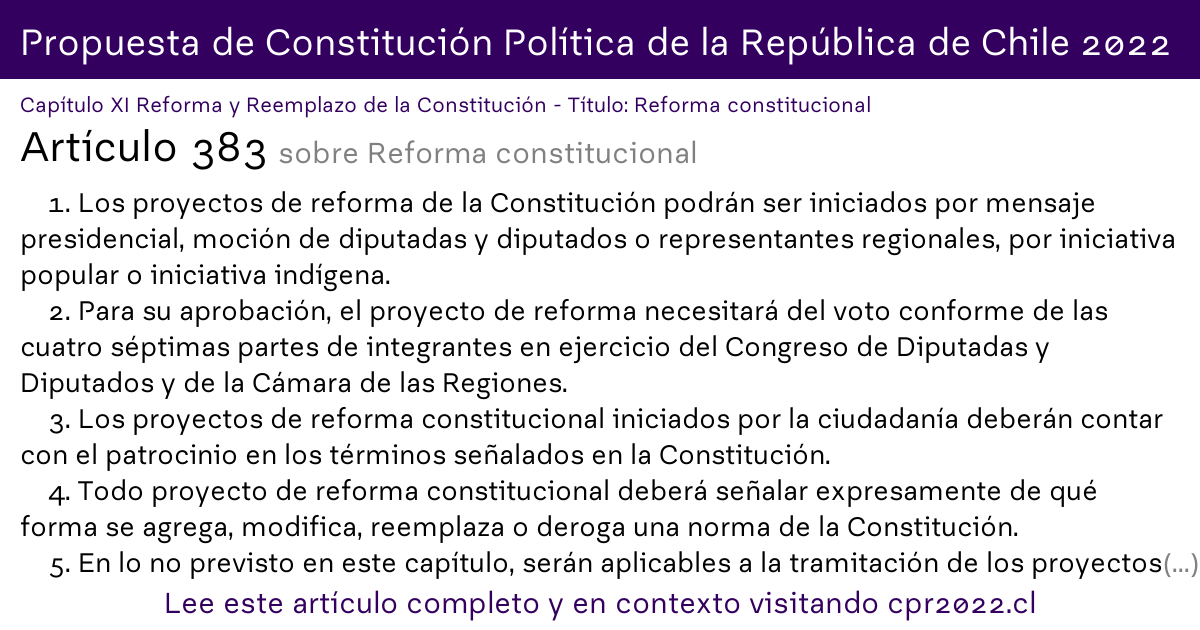 Propuesta de Constitución Política de la República de Chile 2022
Capítulo XI Reforma y Reemplazo de la Constitución - Título: Reforma constitucional
Artículo 383 sobre Reforma constitucional
1. Los proyectos de reforma de la Constitución podrán ser iniciados por mensaje
presidencial, moción de diputadas y diputados o representantes regionales, por iniciativa
popular o iniciativa indígena.
2. Para su aprobación, el proyecto de reforma necesitará del voto conforme de las
cuatro séptimas partes de integrantes en ejercicio del Congreso de Diputadas y
Diputados y de la Cámara de las Regiones.
3. Los proyectos de reforma constitucional iniciados por la ciudadanía deberán contar
con el patrocinio en los términos señalados en la Constitución.
4. Todo proyecto de reforma constitucional deberá señalar expresamente de qué
forma se agrega, modifica, reemplaza o deroga una norma de la Constitución.
5. En lo no previsto en este capítulo, serán aplicables a la tramitación de los proyectos(...)
Lee este artículo completo y en contexto visitando cpr2022.cl